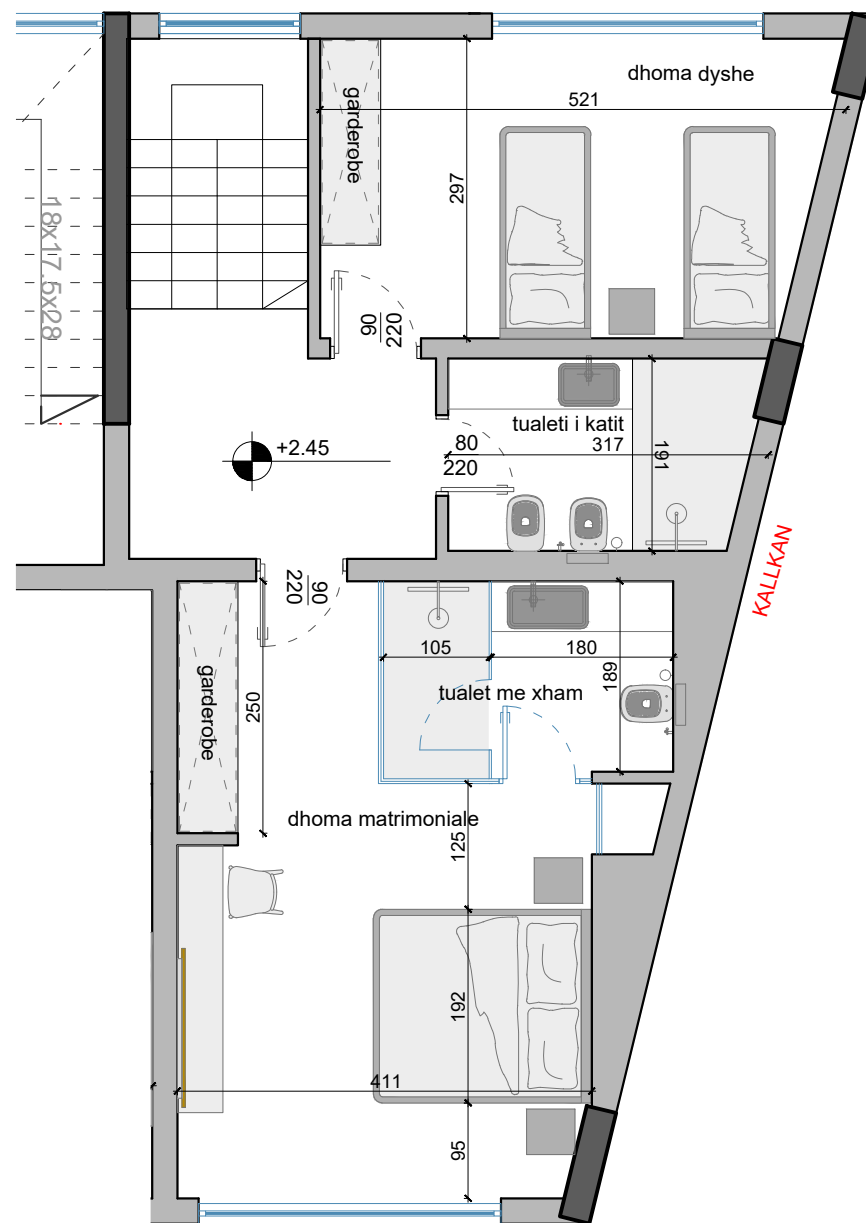 dhoma dyshe
521
garderobe
297
18x17.5x28
90
220
tualeti i katit
80
220
317
191
+2.45
KALLKAN
90
220
105
180
189
tualet me xham
garderobe
250
dhoma matrimoniale
125
192
411
95